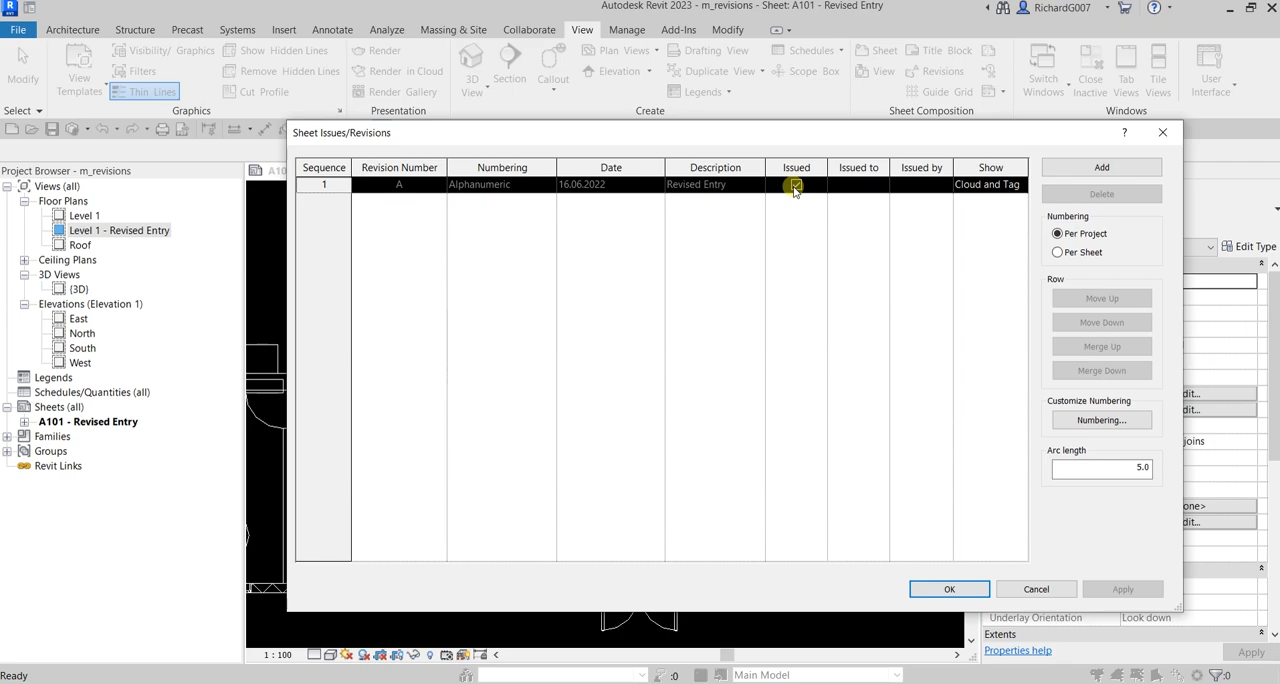 Autodesk Revit 2023 - m_revisions - Sheet: A101 - Revised Entry
RichardG007
File Architecture Structure Precast Systems Insert Annotate Analyze Massing & Site Collaborate View Manage Add-Ins Modify
Modify
View Templates
Visibility/ Graphics
Filters
Thin Lines
Show Hidden Lines
Remove Hidden Lines
Cut Profile
Render
Render in Cloud
Render Gallery
3D View
Section
Callout
Plan Views
Elevation
Drafting View
Duplicate View
Legends
Schedules
Scope Box
Sheet
View
Title Block
Revisions
Guide Grid
Switch Windows
Close Inactive
Tab Views
Tile Views
User Interface
Select Graphics Presentation Create Sheet Composition Windows
Project Browser - m_revisions
Views (all)
Floor Plans
Level 1
Level 1 - Revised Entry
Roof
Ceiling Plans
3D Views
{3D}
Elevations (Elevation 1)
East
North
South
West
Legends
Schedules/Quantities (all)
Sheets (all)
A101 - Revised Entry
Families
Groups
Revit Links
A10
Sheet Issues/Revisions
?
Sequence Revision Number Numbering Date Description Issued Issued to Issued by Show
1 A Alphanumeric 16.06.2022 Revised Entry Cloud and Tag
Add
Delete
Numbering
Per Project
Per Sheet
Row
Move Up
Move Down
Merge Up
Merge Down
Customize Numbering
Numbering...
Arc length
5.0
OK Cancel Apply
Edit Type
dit...
dit...
joins
one>
dit...
Underlay Orientation Look down
Extents
Properties help
Apply
1 : 100
Ready
:0
Main Model
:0